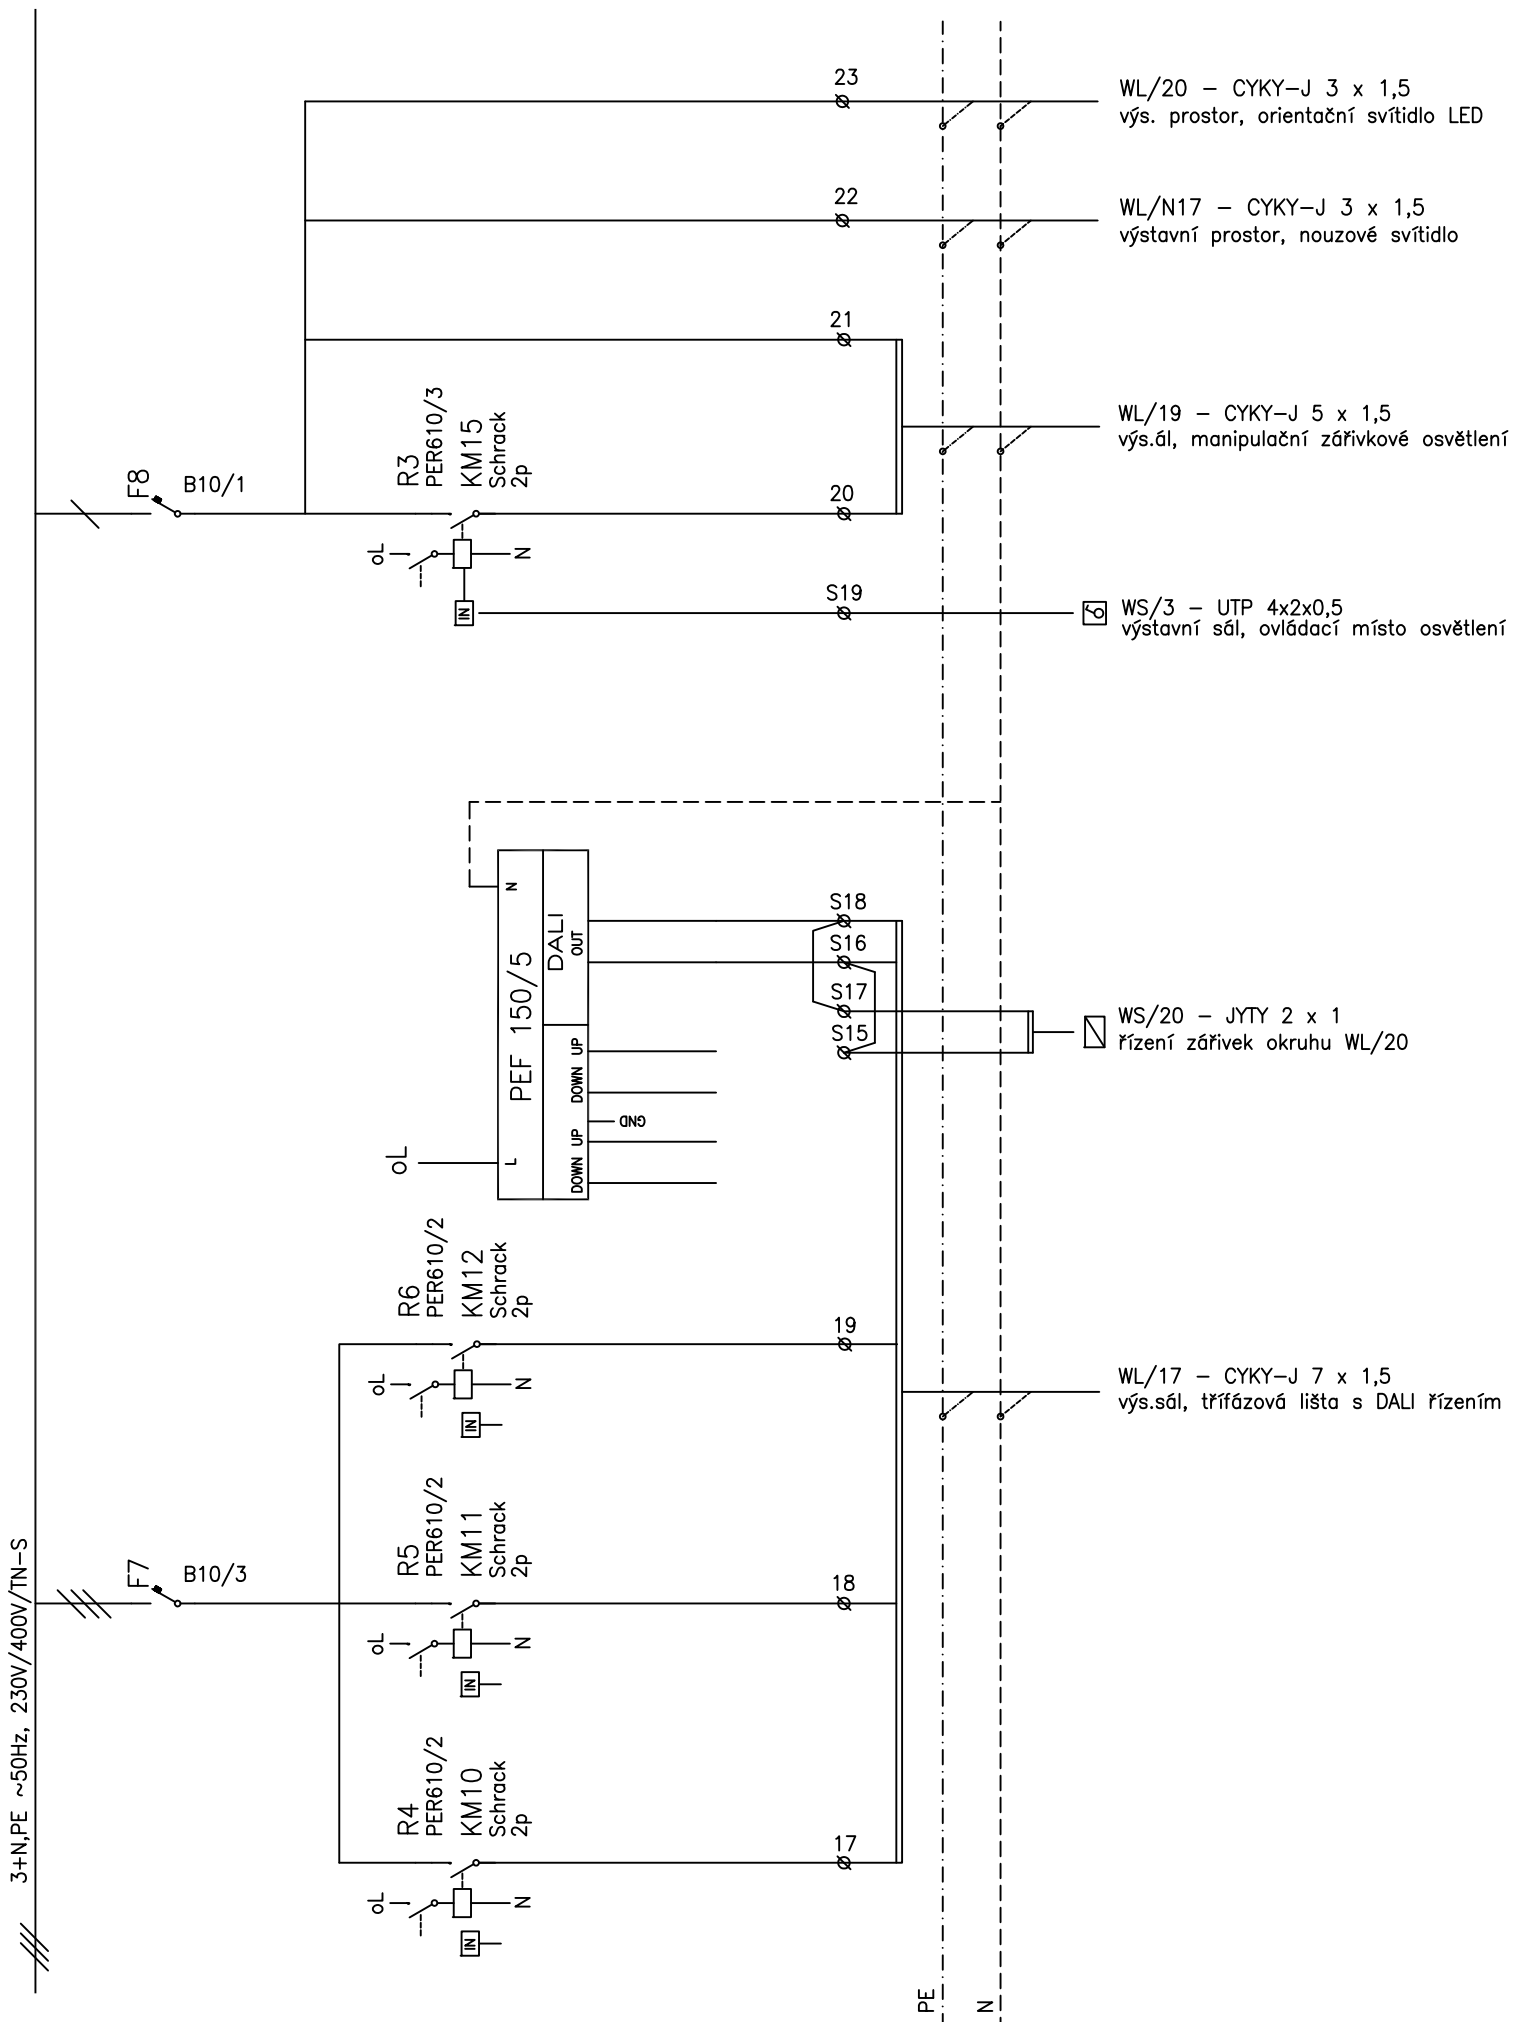 23
WL/20 – CYKY–J 3 x 1,5
výs. prostor, orientační svítidlo LED
22
WL/N17 – CYKY–J 3 x 1,5
výstavní prostor, nouzové svítidlo
21
R3
PER610/3
KM15
Schrack
2p
WL/19 – CYKY–J 5 x 1,5
výs.ál, manipulační zářivkové osvětlení
F8
B10/1
20
oL
N
IN
S19
WS/3 – UTP 4x2x0,5
výstavní sál, ovládací místo osvětlení
PEF 150/5
N
L
DALI
OUT
UP
DOWN
GND
UP
DOWN
oL
S18
S16
S17
S15
WS/20 – JYTY 2 x 1
řízení zářivek okruhu WL/20
R6
PER610/2
KM12
Schrack
2p
19
oL
N
IN
WL/17 – CYKY–J 7 x 1,5
výs.sál, třífázová lišta s DALI řízením
R5
PER610/2
KM11
Schrack
2p
F7
B10/3
18
oL
N
IN
3+N,PE ~50Hz, 230V/400V/TN–S
R4
PER610/2
KM10
Schrack
2p
17
oL
N
IN
PE
N